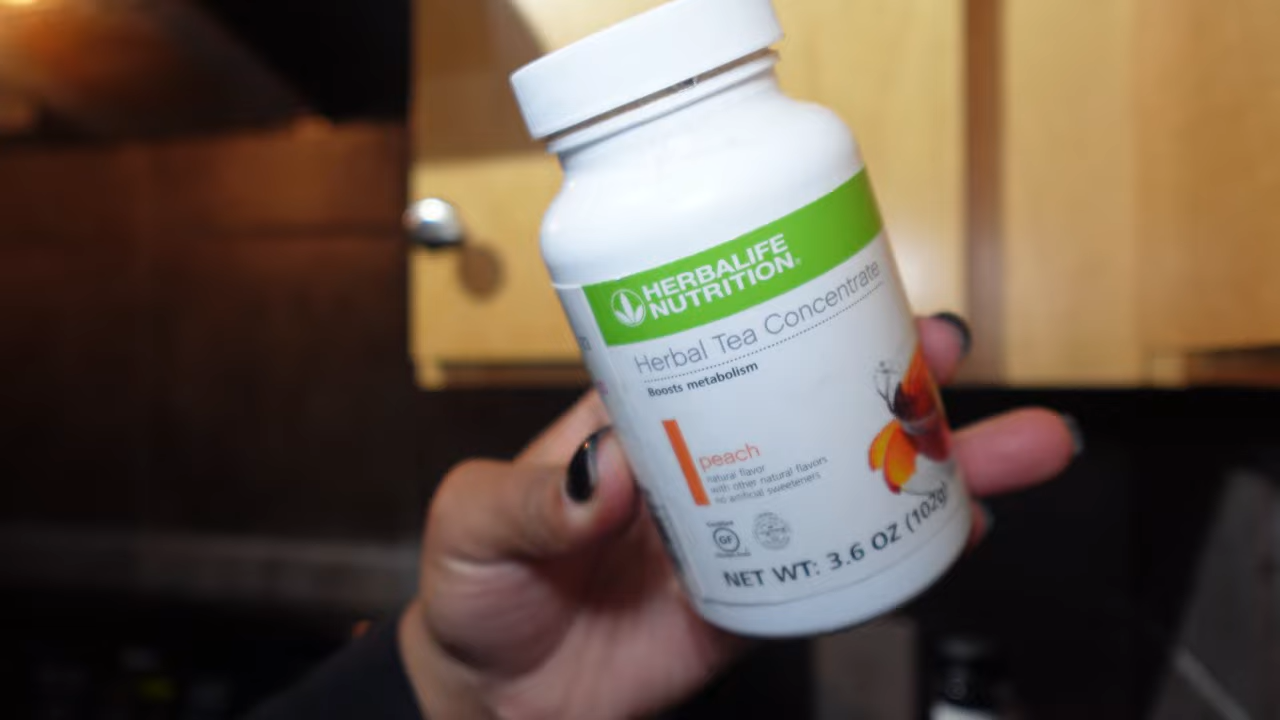 HERBALIFE
NUTRITION®
Herbal Tea Concentrate
Boosts metabolism
peach
natural flavor
with other natural flavors
no artificial sweeteners
GF
NET WT: 3.6 OZ (102g)